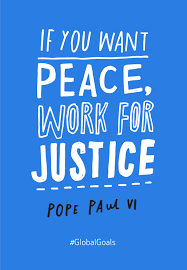 IF YOU WANT
PEACE,
WORK FOR
JUSTICE
POPE PAUL VI
#GlobalGoals